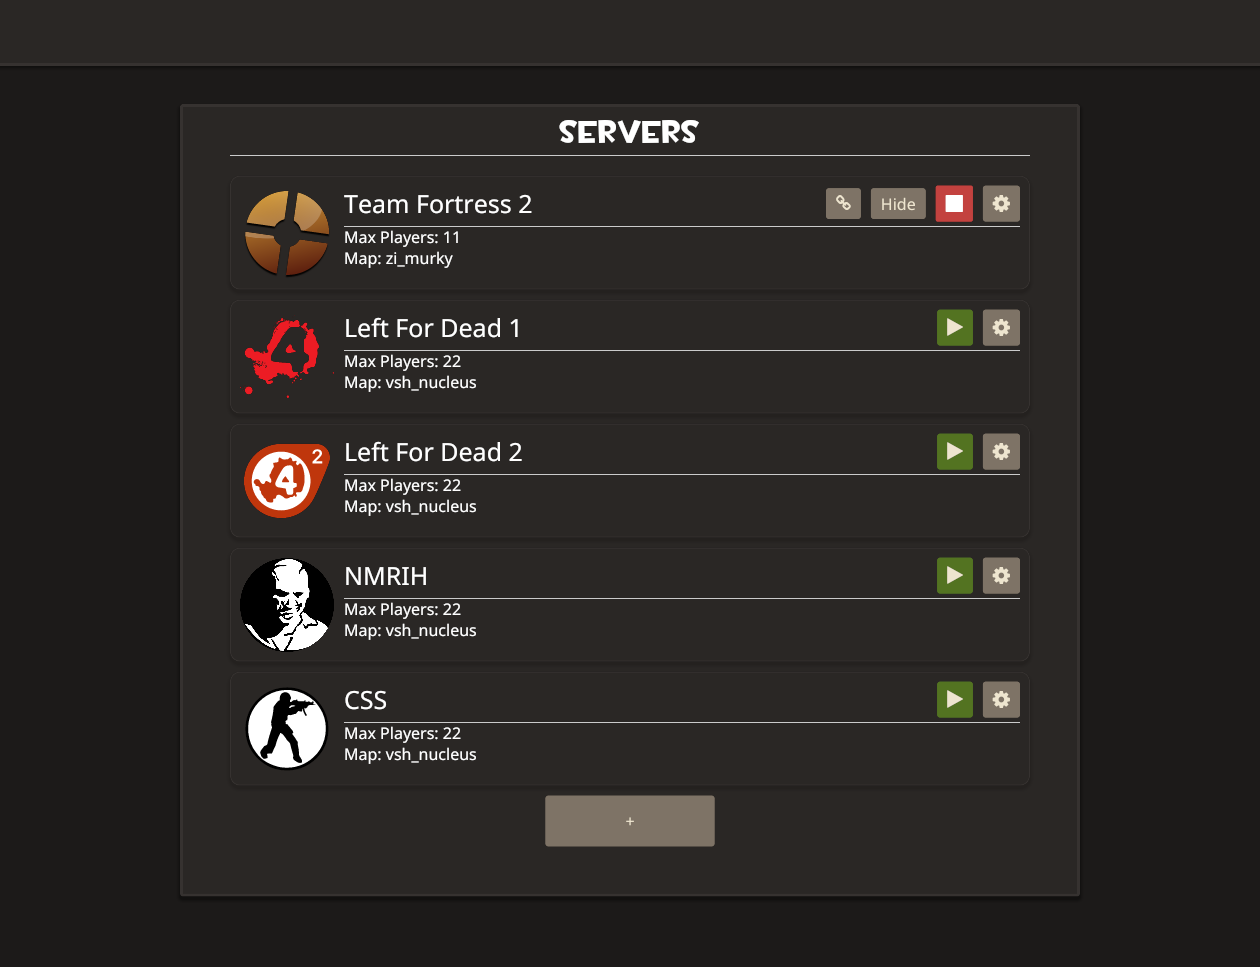 SERVERS
Team Fortress 2
Hide
Max Players: 11
Map: zi_murky
Left For Dead 1
Max Players: 22
Map: vsh_nucleus
4
2
Left For Dead 2
Max Players: 22
Map: vsh_nucleus
NMRIH
Max Players: 22
Map: vsh_nucleus
CSS
Max Players: 22
Map: vsh_nucleus
+